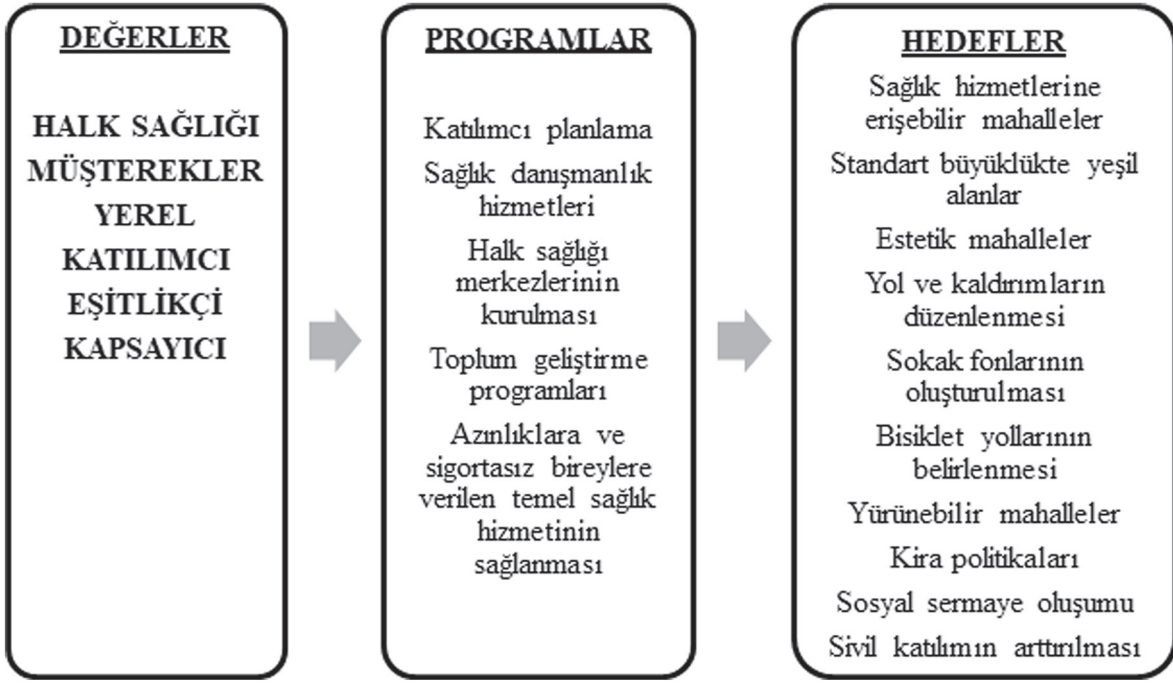 DEĞERLER
HALK SAĞLIĞI
MÜŞTEREKLER
YEREL
KATILIMCI
EŞİTLİKÇİ
KAPSAYICI
PROGRAMLAR
Katılımcı planlama
Sağlık danışmanlık
hizmetleri
Halk sağlığı
merkezlerinin
kurulması
Toplum geliştirme
programları
Azınlıklara ve
sigortasız bireylere
verilen temel sağlık
hizmetinin
sağlanması
HEDEFLER
Sağlık hizmetlerine
erişebilir mahalleler
Standart büyüklükte yeşil
alanlar
Estetik mahalleler
Yol ve kaldırımların
düzenlenmesi
Sokak fonlarının
oluşturulması
Bisiklet yollarının
belirlenmesi
Yürünebilir mahalleler
Kira politikaları
Sosyal sermaye oluşumu
Sivil katılımın arttırılması